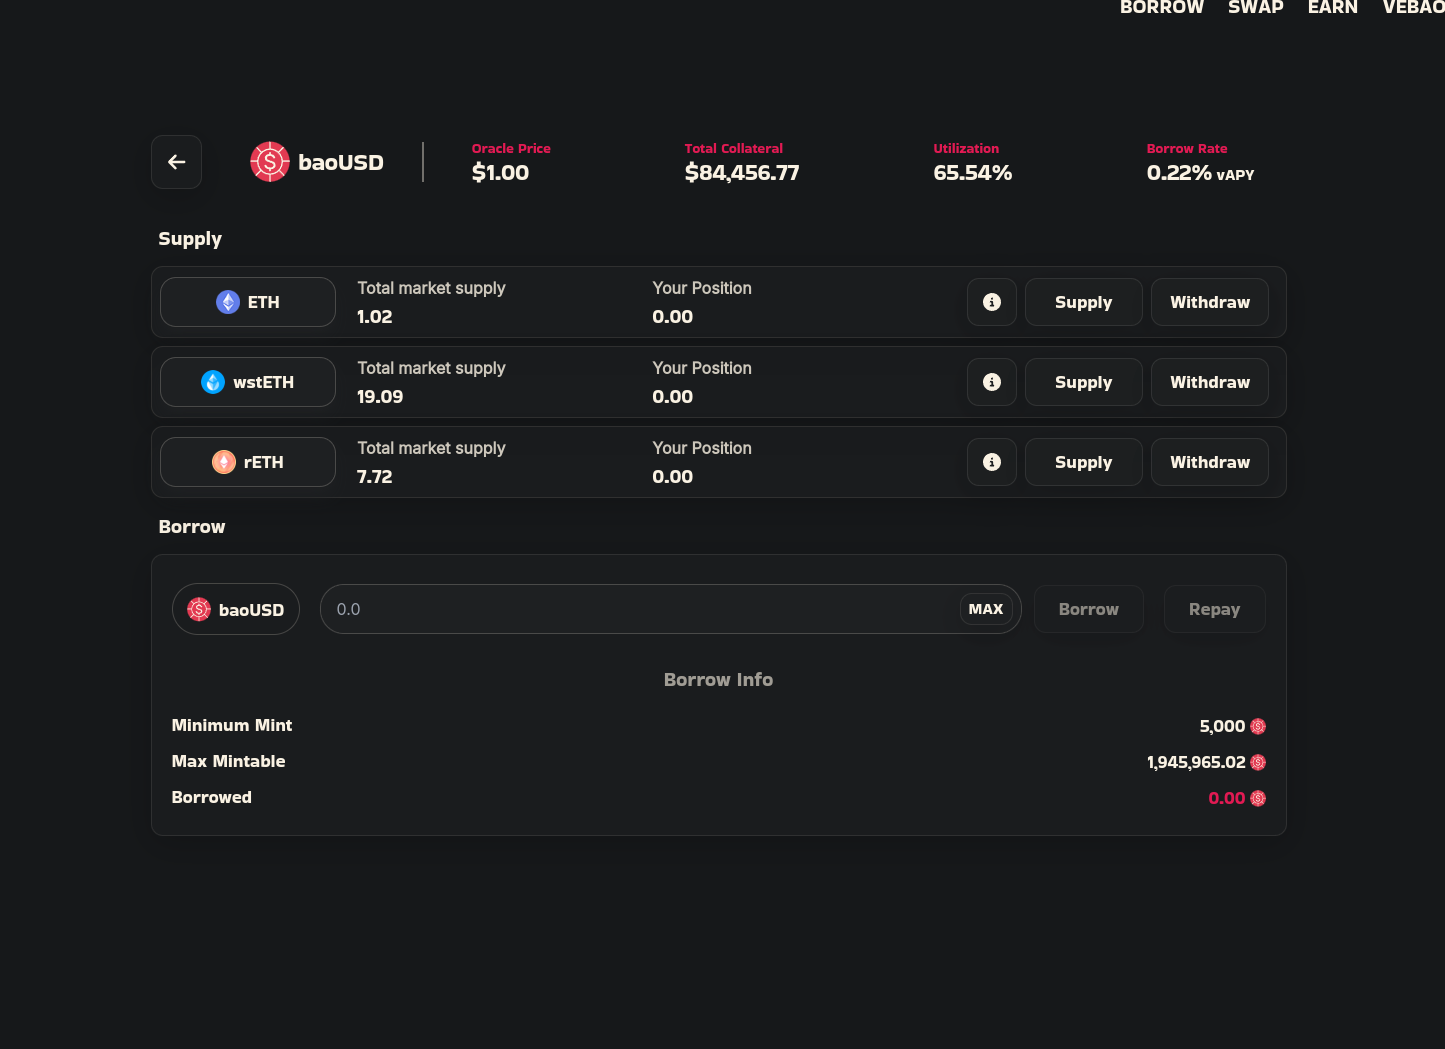 BORROW SWAP EARN VEBAO
baoUSD
Oracle Price
$1.00
Total Collateral
$84,456.77
Utilization
65.54%
Borrow Rate
0.22% vAPY
Supply
ETH
Total market supply
1.02
Your Position
0.00
Supply
Withdraw
wstETH
Total market supply
19.09
Your Position
0.00
Supply
Withdraw
rETH
Total market supply
7.72
Your Position
0.00
Supply
Withdraw
Borrow
baoUSD
0.0
MAX
Borrow
Repay
Borrow Info
Minimum Mint
5,000
Max Mintable
1,945,965.02
Borrowed
0.00